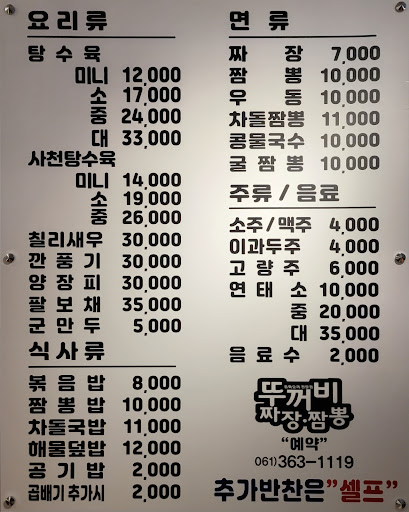 요리류
탕수육
미니 12,000
소 17,000
중 24,000
대 33,000
사천탕수육
미니 14,000
소 19,000
중 26,000
칠리새우 30,000
깐풍기 30,000
양장피 30,000
팔보채 35,000
군만두 5,000
식사류
볶음밥 8,000
짬뽕밥 10,000
차돌국밥 11,000
해물덮밥 12,000
공기밥 2,000
곱배기 추가시 2,000
면류
짜장 7,000
짬뽕 10,000
우동 10,000
차돌짬뽕 11,000
콩물국수 10,000
굴짬뽕 10,000
주류/음료
소주/맥주 4,000
이과두주 4,000
고량주 6,000
연태 소 10,000
중 20,000
대 35,000
음료수 2,000
뚜꺼비
짜장·짬뽕
"예약"
061)363-1119
추가반찬은"셀프"